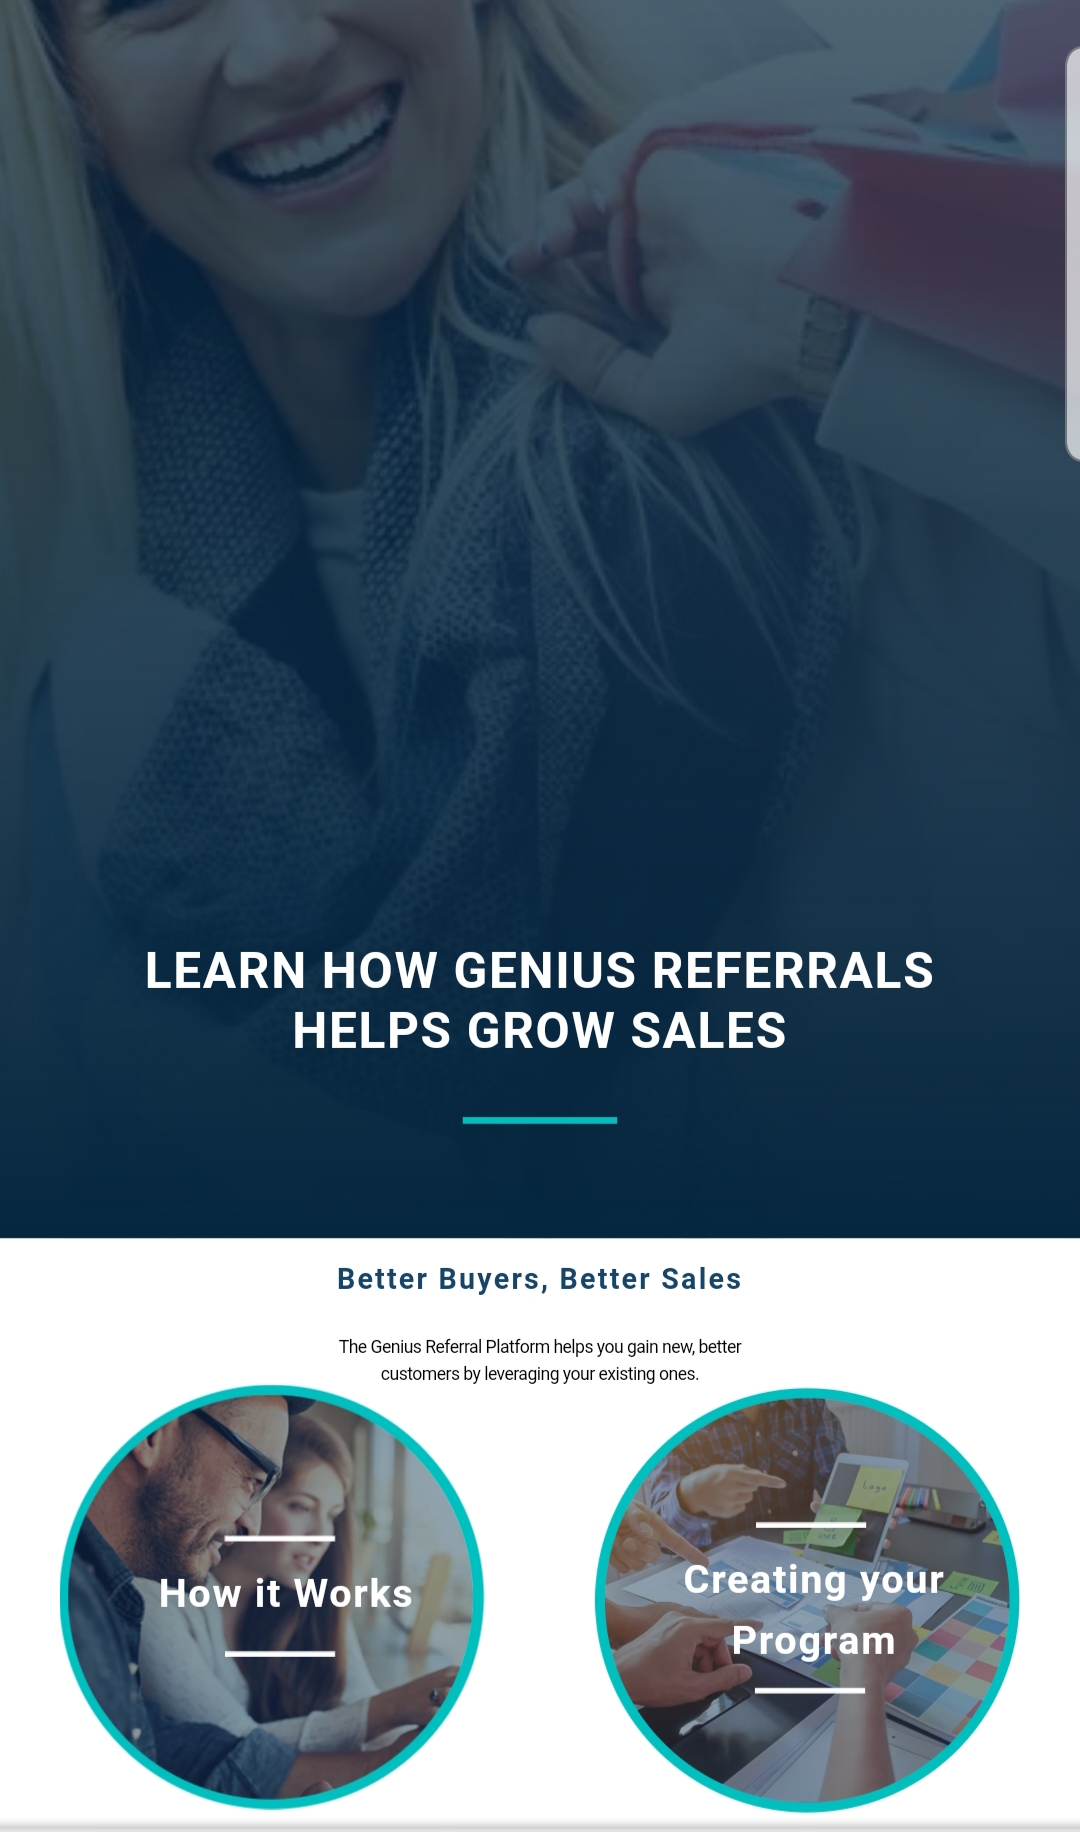 LEARN HOW GENIUS REFERRALS
HELPS GROW SALES
Better Buyers, Better Sales
The Genius Referral Platform helps you gain new, better
customers by leveraging your existing ones.
How it Works
Logo
Creating your
Program